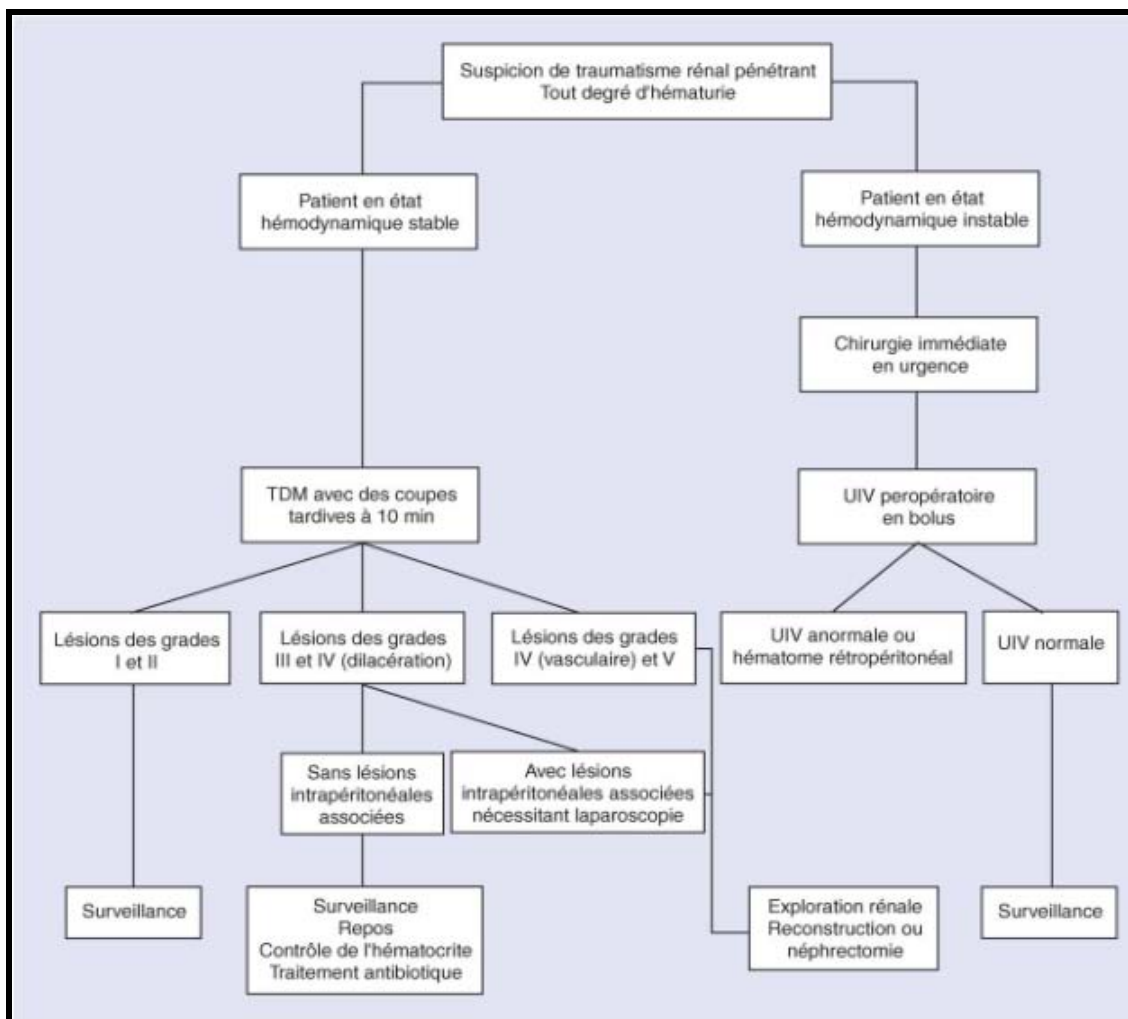 Suspicion de traumatisme rénal pénétrant
Tout degré d'hématurie
Patient en état
hémodynamique stable
Patient en état
hémodynamique instable
Chirurgie immédiate
en urgence
TDM avec des coupes
tardives à 10 min
UIV peropératoire
en bolus
Lésions des grades
I et II
Lésions des grades
III et IV (dilacération)
Lésions des grades
IV (vasculaire) et V
UIV anormale ou
hématome rétropéritonéal
UIV normale
Sans lésions
intrapéritonéales
associées
Avec lésions
intrapéritonéales associées
nécessitant laparoscopie
Surveillance
Surveillance
Repos
Contrôle de l'hématocrite
Traitement antibiotique
Exploration rénale
Reconstruction ou
néphrectomie
Surveillance